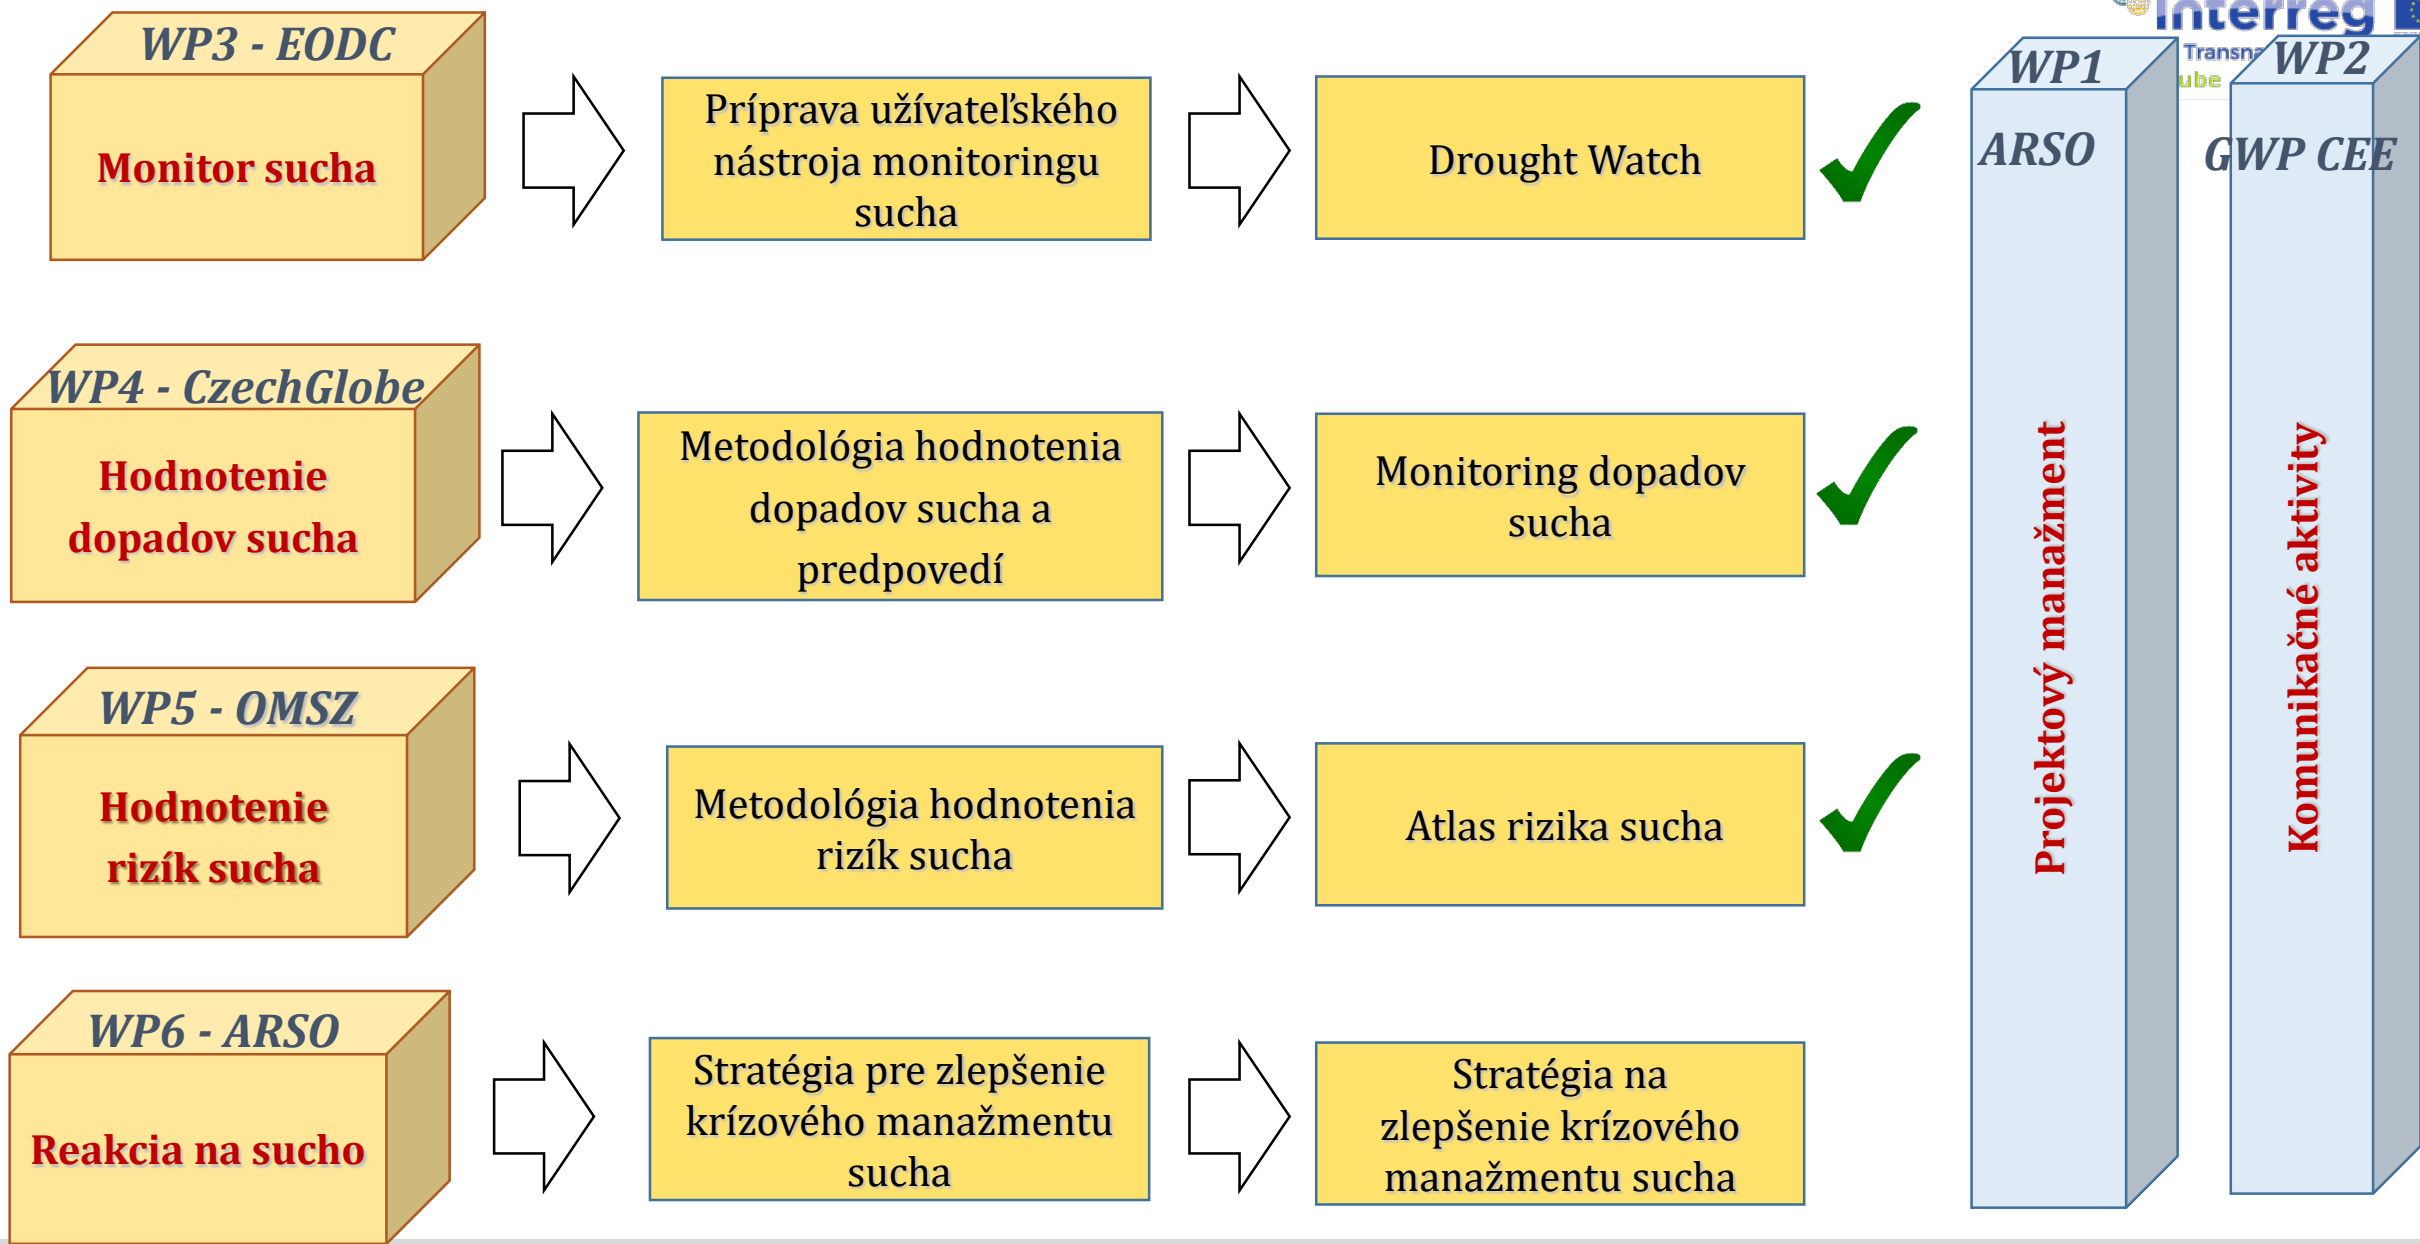 WP3 - EODC
Monitor sucha
Príprava užívateľského
nástroja monitoringu
sucha
Drought Watch
WP4 - CzechGlobe
Hodnotenie
dopadov sucha
Metodológia hodnotenia
dopadov sucha a
predpovedí
Monitoring dopadov
sucha
WP5 - OMSZ
Hodnotenie
rizík sucha
Metodológia hodnotenia
rizík sucha
Atlas rizika sucha
WP6 - ARSO
Reakcia na sucho
Stratégia pre zlepšenie
krízového manažmentu
sucha
Stratégia na
zlepšenie krízového
manažmentu sucha
WP1
ARSO
Projektový manažment
WP2
GWP CEE
Komunikačné aktivity
Interreg